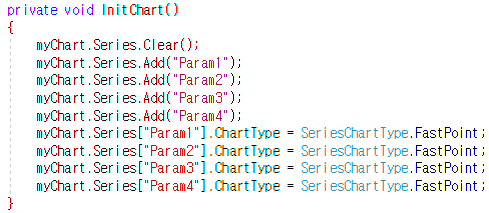 private void InitChart()
{
    myChart.Series.Clear();
    myChart.Series.Add("Param1");
    myChart.Series.Add("Param2");
    myChart.Series.Add("Param3");
    myChart.Series.Add("Param4");
    myChart.Series["Param1"].ChartType = SeriesChartType.FastPoint;
    myChart.Series["Param2"].ChartType = SeriesChartType.FastPoint;
    myChart.Series["Param3"].ChartType = SeriesChartType.FastPoint;
    myChart.Series["Param4"].ChartType = SeriesChartType.FastPoint;
}